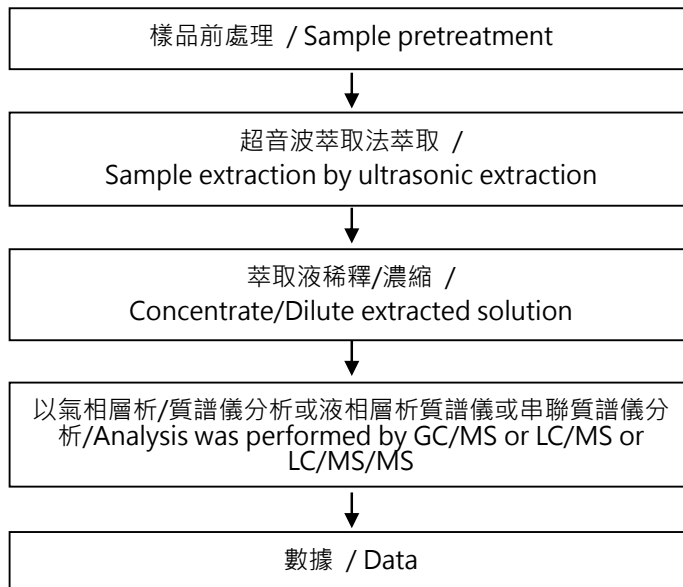 樣品前處理 / Sample pretreatment
超音波萃取法萃取 /
Sample extraction by ultrasonic extraction
萃取液稀釋/濃縮 /
Concentrate/Dilute extracted solution
以氣相層析/質譜儀分析或液相層析質譜儀或串聯質譜儀分
析/Analysis was performed by GC/MS or LC/MS or
LC/MS/MS
數據 / Data